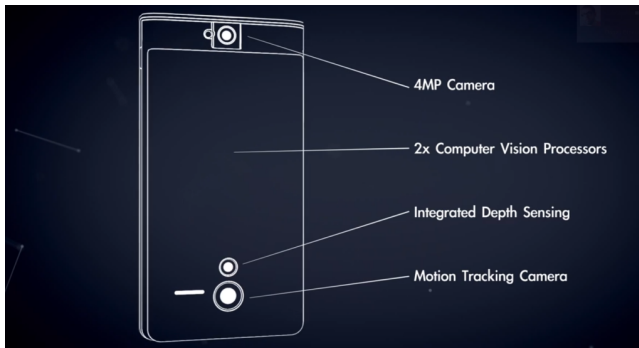 4MP Camera
2x Computer Vision Processors
Integrated Depth Sensing
Motion Tracking Camera